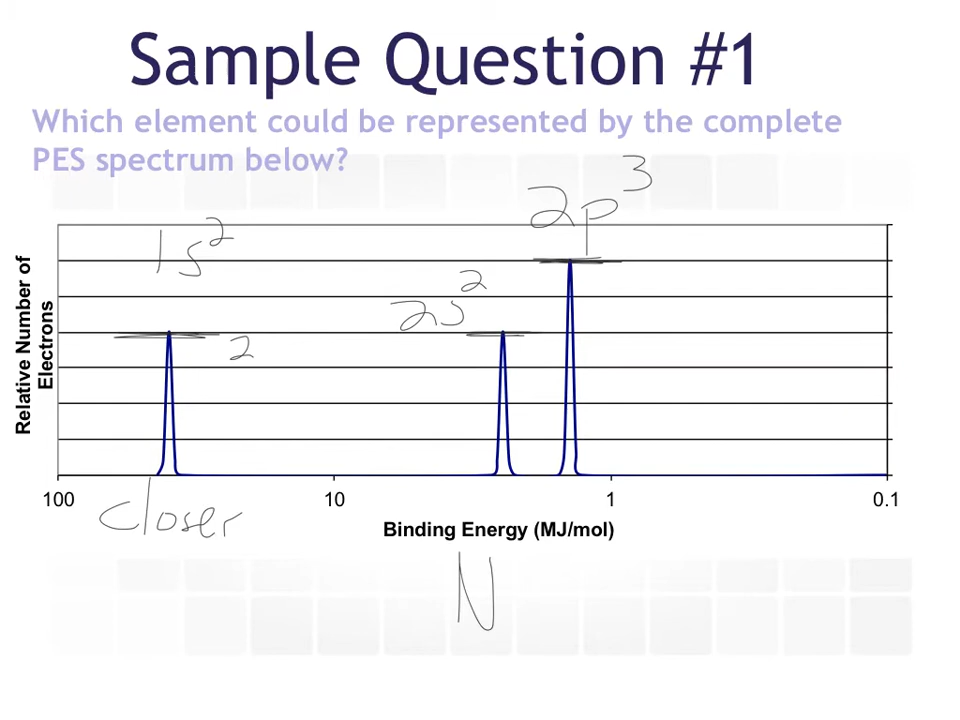 Sample Question #1
Which element could be represented by the complete
PES spectrum below?
2p³
1s²
2s²
2
Relative Number of
Electrons
100
10
1
0.1
closer
Binding Energy (MJ/mol)
N